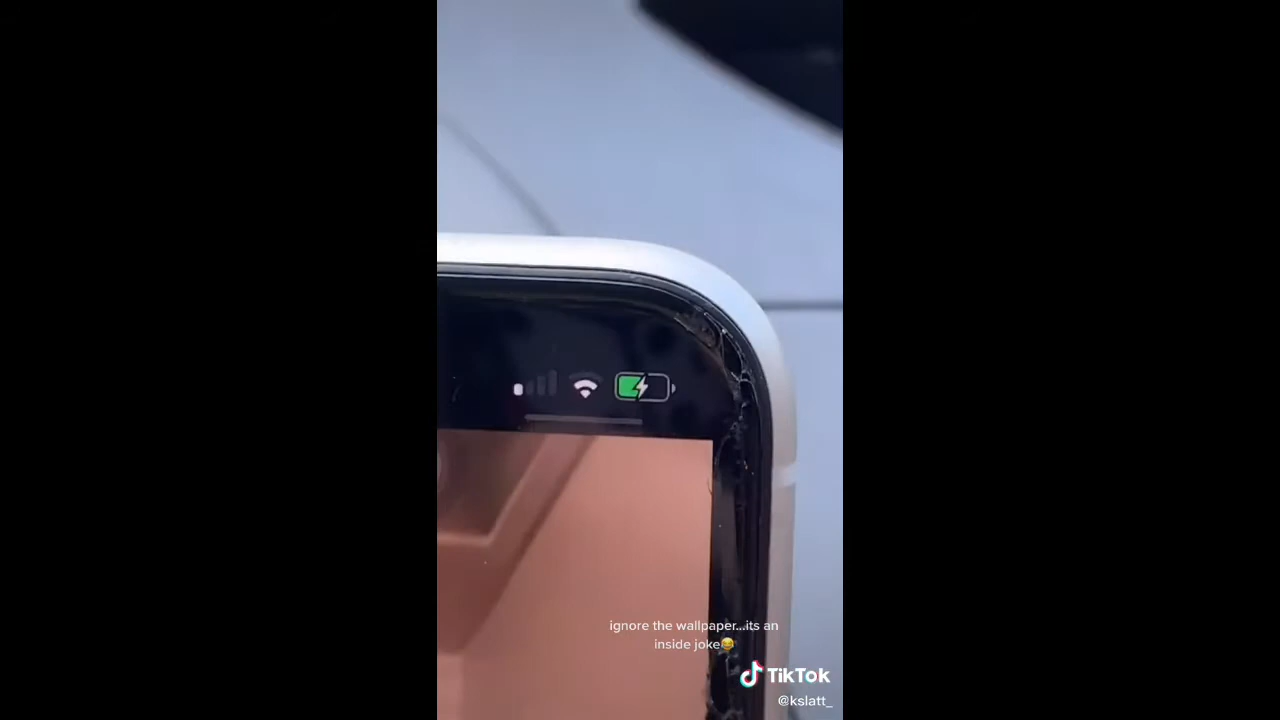 ignore the wallpaper...its an
inside joke😂
TikTok
@kslatt_